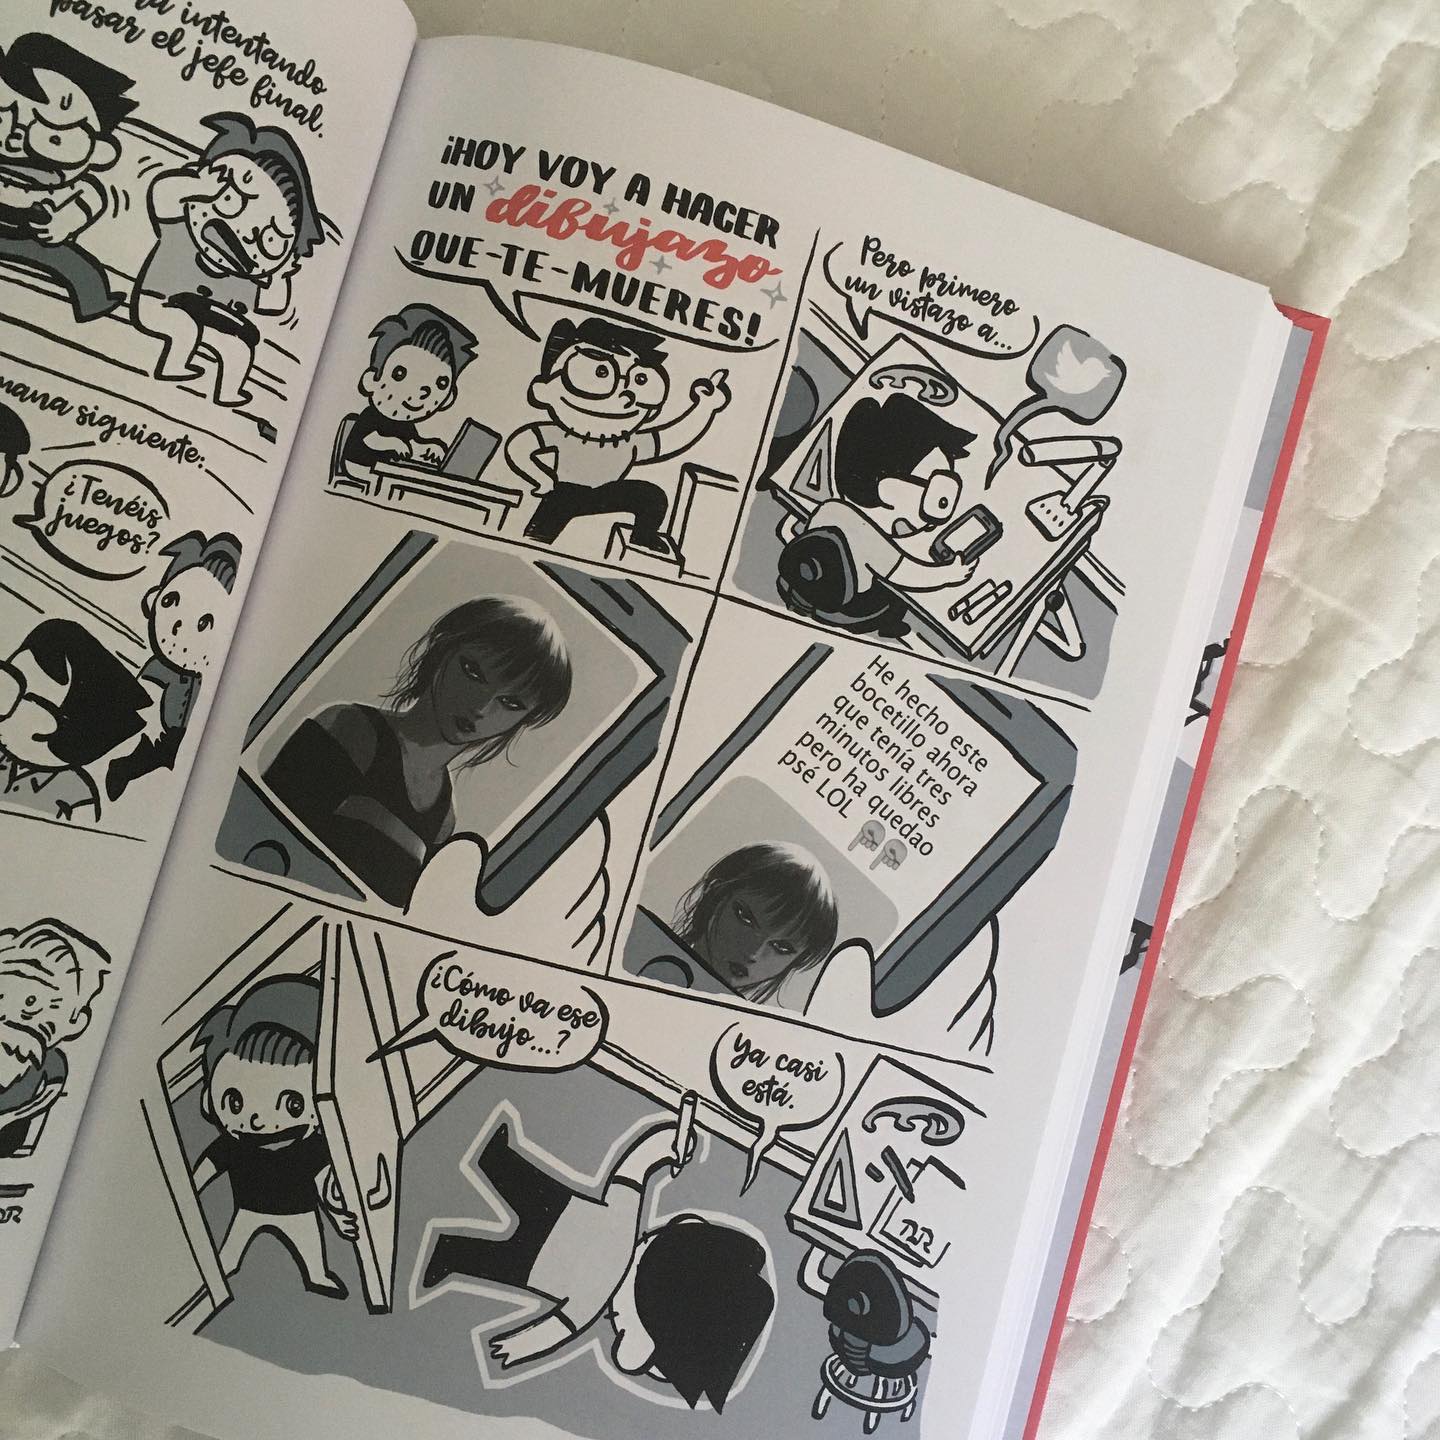 intentando
pasar el jefe final.
siguiente:
¿Tenéis
juegos?
¡HOY VOY A HACER
UN dibujazo
QUE-TE-MUERES!
Pero primero
un vistazo a...
He hecho este
bocetillo ahora
que tenía tres
minutos libres
pero ha quedao
psé LOL
¿Cómo va ese
dibujo...?
Ya casi
está.